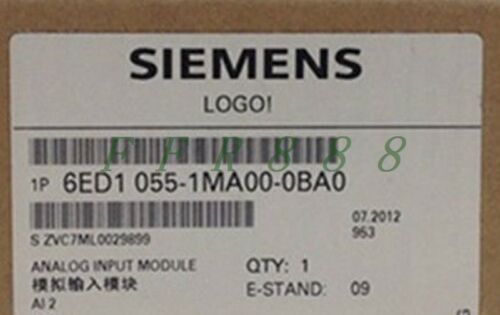 SIEMENS
LOGO!
FFR888
1P 6ED1 055-1MA00-0BA0
07.2012
S ZVC7ML0029899
953
ANALOG INPUT MODULE QTY: 1
模拟输入模块 E-STAND: 09
AI 2